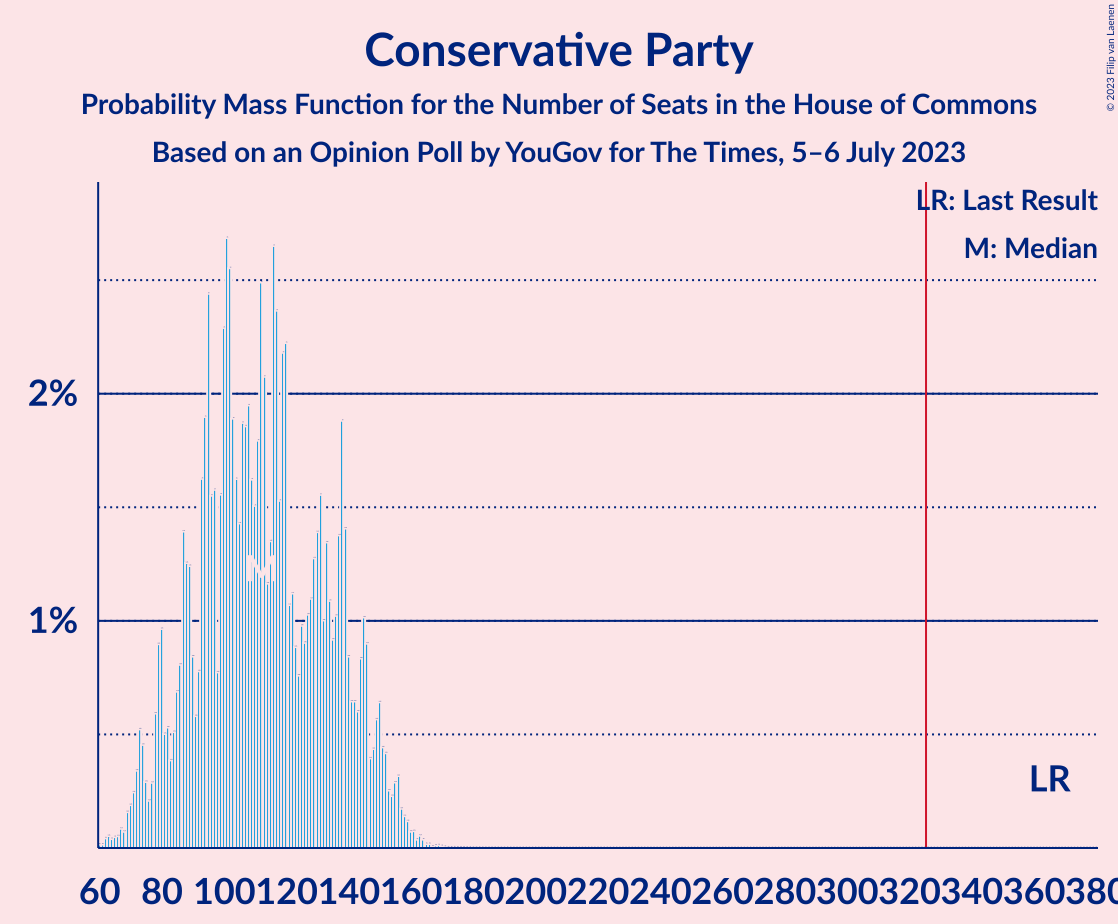 Conservative Party
Probability Mass Function for the Number of Seats in the House of Commons
Based on an Opinion Poll by YouGov for The Times, 5–6 July 2023
© 2023 Filip van Laenen
LR: Last Result
M: Median
2%
1%
M
LR
60 80 100 120 140 160 180 200 220 240 260 280 300 320 340 360 380